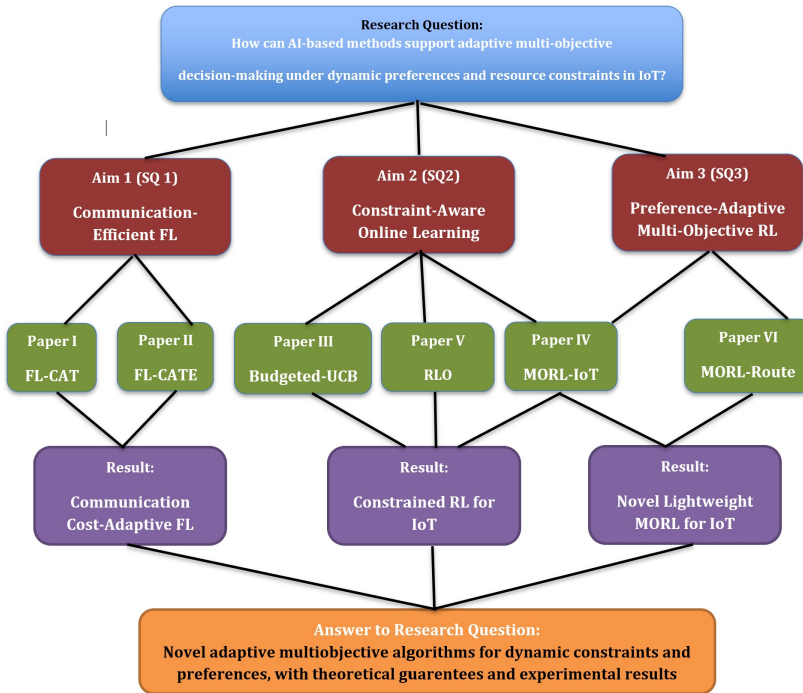 Research Question:
How can AI-based methods support adaptive multi-objective
decision-making under dynamic preferences and resource constraints in IoT?
Aim 1 (SQ 1)
Communication-
Efficient FL
Aim 2 (SQ2)
Constraint-Aware
Online Learning
Aim 3 (SQ3)
Preference-Adaptive
Multi-Objective RL
Paper I
FL-CAT
Paper II
FL-CATE
Paper III
Budgeted-UCB
Paper V
RLO
Paper IV
MORL-IoT
Paper VI
MORL-Route
Result:
Communication
Cost-Adaptive FL
Result:
Constrained RL for
IoT
Result:
Novel Lightweight
MORL for IoT
Answer to Research Question:
Novel adaptive multiobjective algorithms for dynamic constraints and
preferences, with theoretical guarentees and experimental results